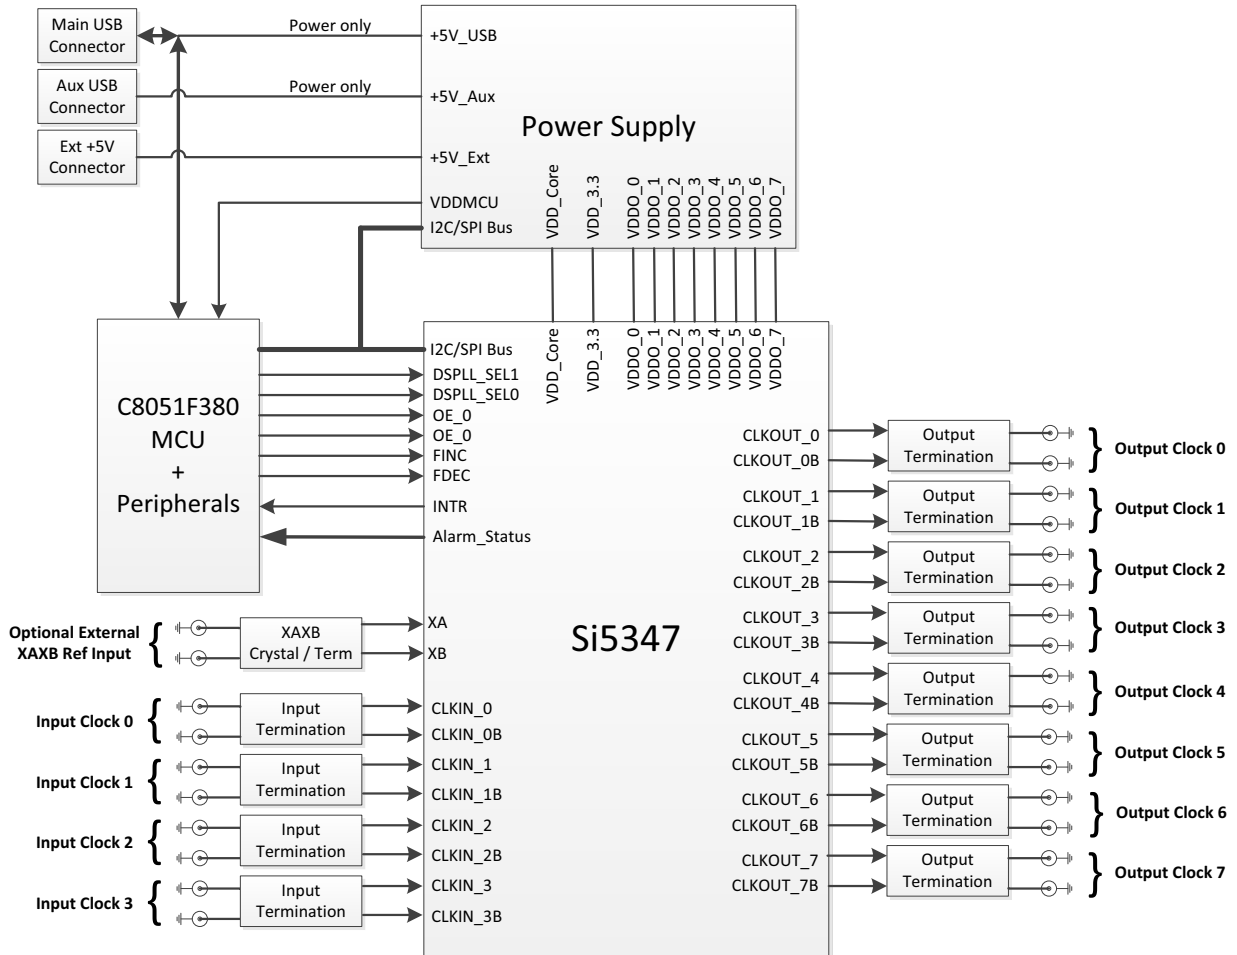 Main USB
Connector
Power only
+5V_USB
Aux USB
Connector
Power only
+5V_Aux
Ext +5V
Connector
+5V_Ext
Power Supply
VDDMCU
I2C/SPI Bus
VDD_Core
VDD_3.3
VDDO_0
VDDO_1
VDDO_2
VDDO_3
VDDO_4
VDDO_5
VDDO_6
VDDO_7
VDD_Core
VDD_3.3
VDDO_0
VDDO_1
VDDO_2
VDDO_3
VDDO_4
VDDO_5
VDDO_6
VDDO_7
C8051F380
MCU
+
Peripherals
I2C/SPI Bus
DSPLL_SEL1
DSPLL_SEL0
OE_0
OE_0
FINC
FDEC
INTR
Alarm_Status
Si5347
Optional External
XAXB Ref Input
XAXB
Crystal / Term
XA
XB
Input Clock 0
Input
Termination
CLKIN_0
CLKIN_0B
Input Clock 1
Input
Termination
CLKIN_1
CLKIN_1B
Input Clock 2
Input
Termination
CLKIN_2
CLKIN_2B
Input Clock 3
Input
Termination
CLKIN_3
CLKIN_3B
CLKOUT_0
CLKOUT_0B
Output
Termination
Output Clock 0
CLKOUT_1
CLKOUT_1B
Output
Termination
Output Clock 1
CLKOUT_2
CLKOUT_2B
Output
Termination
Output Clock 2
CLKOUT_3
CLKOUT_3B
Output
Termination
Output Clock 3
CLKOUT_4
CLKOUT_4B
Output
Termination
Output Clock 4
CLKOUT_5
CLKOUT_5B
Output
Termination
Output Clock 5
CLKOUT_6
CLKOUT_6B
Output
Termination
Output Clock 6
CLKOUT_7
CLKOUT_7B
Output
Termination
Output Clock 7